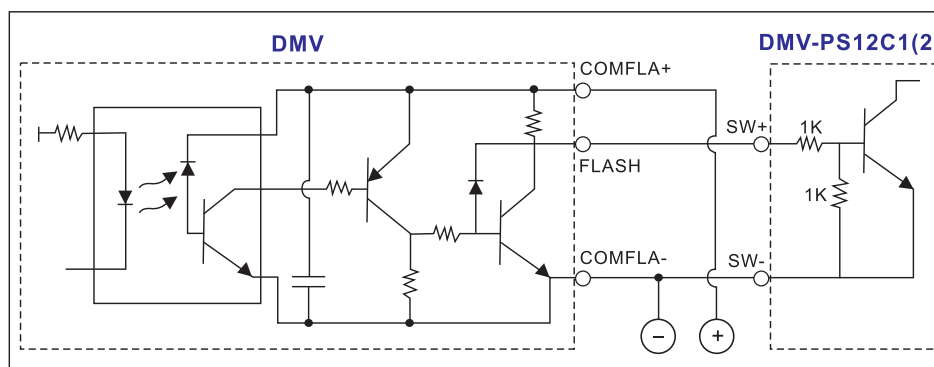 DMV
DMV-PS12C1(2
COMFLA+
FLASH
SW+
1K
1K
COMFLA-
SW-
−
+